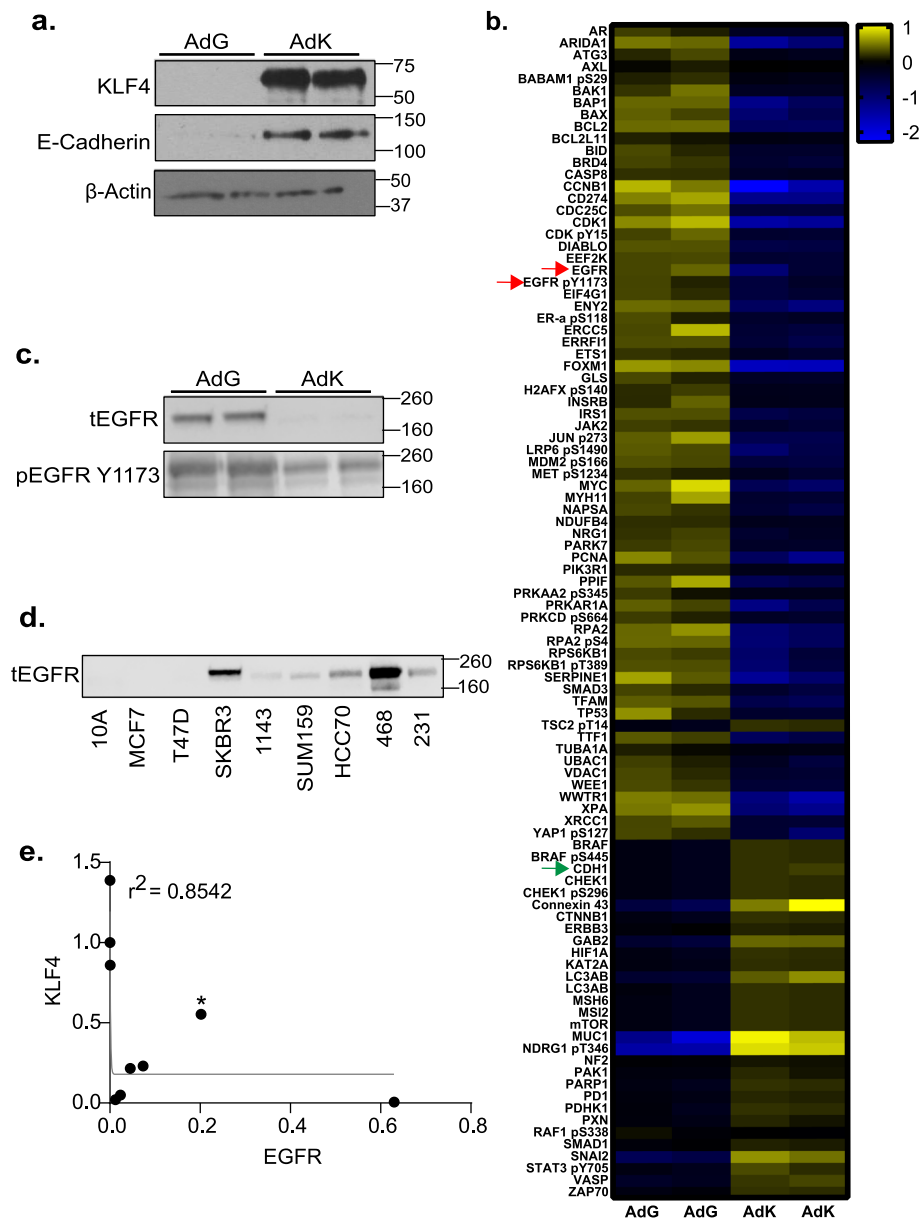 a.
AdG AdK
KLF4
75
50
E-Cadherin
150
100
β-Actin
50
37
b.
1
0
-1
-2
AR
ARIDA1
ATG3
AXL
BABAM1 pS29
BAK1
BAP1
BAX
BCL2
BCL2L11
BID
BRD4
CASP8
CCNB1
CD274
CDC25C
CDK1
CDK pY15
DIABLO
EEF2K
EGFR
EGFR pY1173
EIF4G1
ENY2
ER-a pS118
ERCC5
ERRFI1
ETS1
FOXM1
GLS
H2AFX pS140
INSRB
IRS1
JAK2
JUN p273
LRP6 pS1490
MDM2 pS166
MET pS1234
MYC
MYH11
NAPSA
NDUFB4
NRG1
PARK7
PCNA
PIK3R1
PPIF
PRKAA2 pS345
PRKAR1A
PRKCD pS664
RPA2
RPA2 pS4
RPS6KB1
RPS6KB1 pT389
SERPINE1
SMAD3
TFAM
TP53
TSC2 pT14
TTF1
TUBA1A
UBAC1
VDAC1
WEE1
WWTR1
XPA
XRCC1
YAP1 pS127
BRAF
BRAF pS445
CDH1
CHEK1
CHEK1 pS296
Connexin 43
CTNNB1
ERBB3
GAB2
HIF1A
KAT2A
LC3AB
LC3AB
MSH6
MSI2
mTOR
MUC1
NDRG1 pT346
NF2
PAK1
PARP1
PD1
PDHK1
PXN
RAF1 pS338
SMAD1
SNAI2
STAT3 pY705
VASP
ZAP70
AdG AdG AdK AdK
c.
AdG AdK
tEGFR
260
160
pEGFR Y1173
260
160
d.
tEGFR
260
160
10A MCF7 T47D SKBR3 1143 SUM159 HCC70 468 231
e.
r² = 0.8542
KLF4
1.5
1.0
0.5
0.0
*
0.0 0.2 0.4 0.6 0.8
EGFR